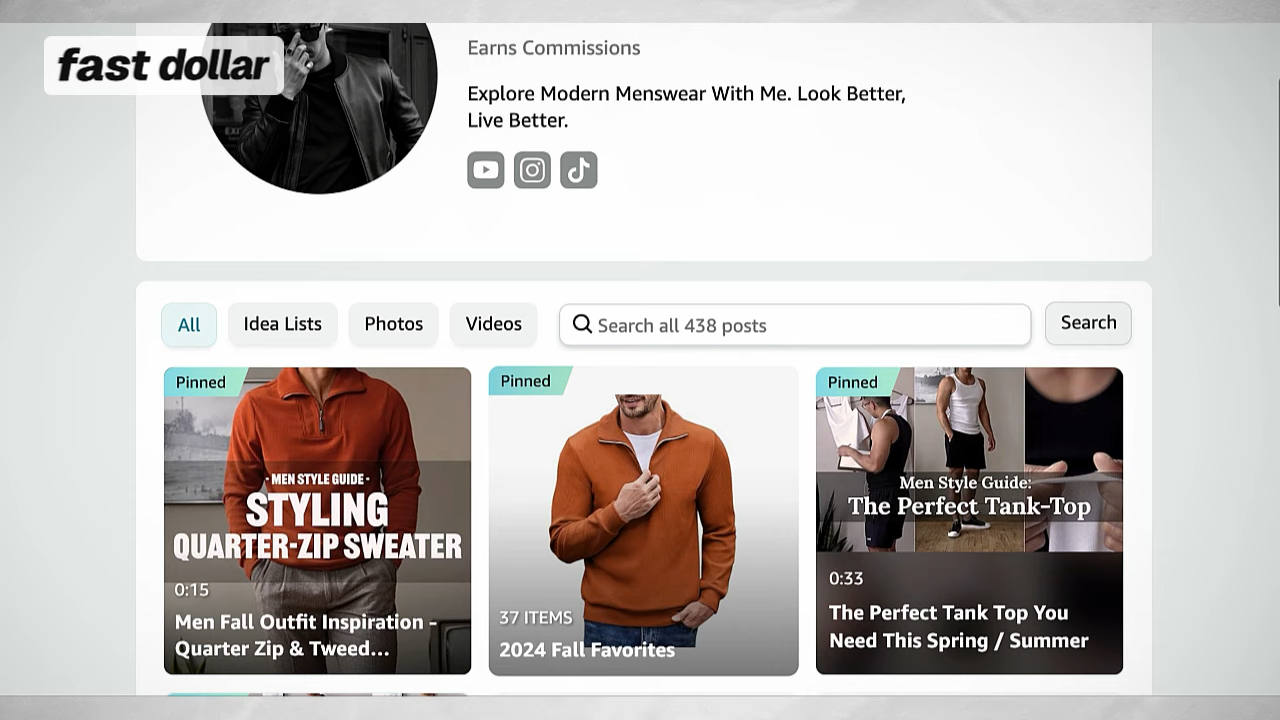 fast dollar
Earns Commissions
Explore Modern Menswear With Me. Look Better,
Live Better.
All
Idea Lists
Photos
Videos
Search all 438 posts
Search
Pinned
- MEN STYLE GUIDE -
STYLING
QUARTER-ZIP SWEATER
0:15
Men Fall Outfit Inspiration -
Quarter Zip & Tweed...
Pinned
37 ITEMS
2024 Fall Favorites
Pinned
Men Style Guide:
The Perfect Tank-Top
0:33
The Perfect Tank Top You
Need This Spring / Summer